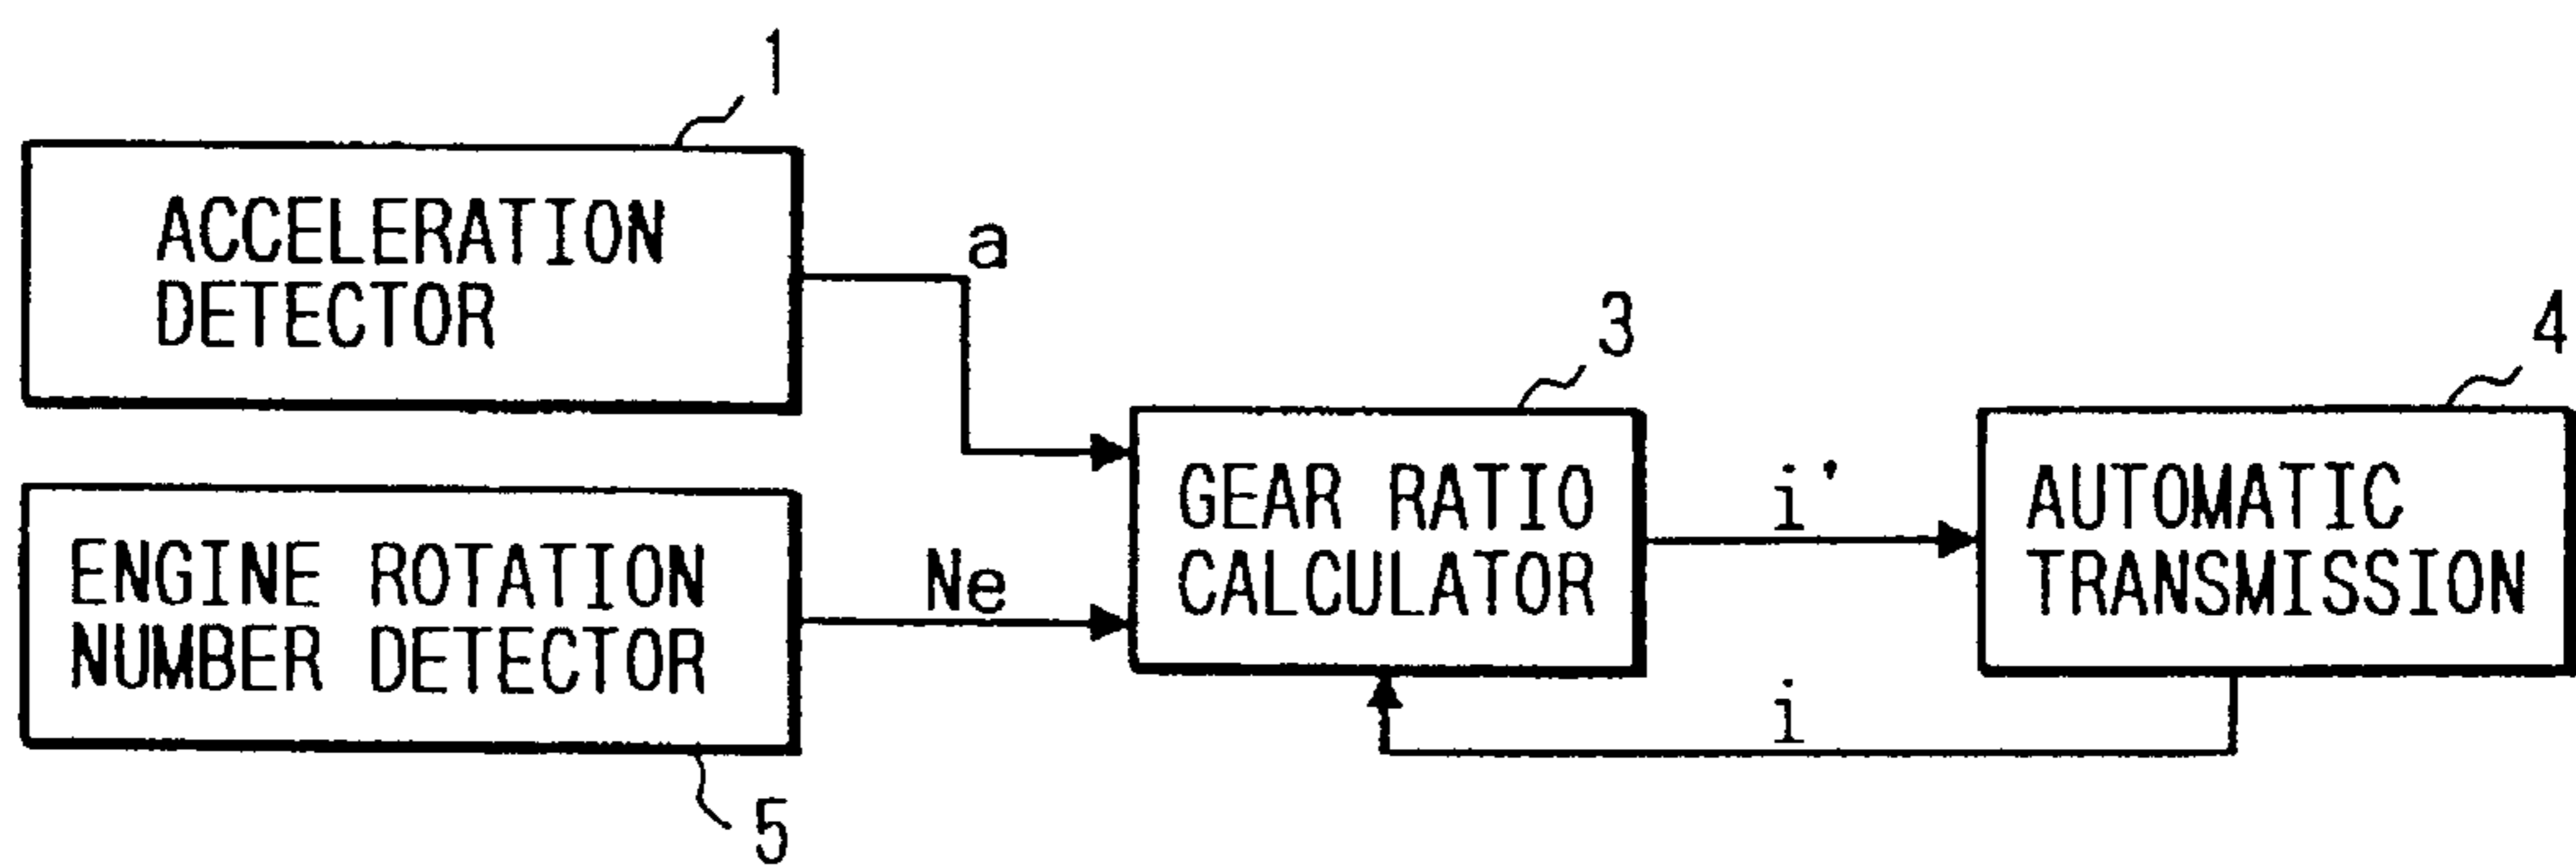 1
ACCELERATION
DETECTOR
a
3
4
GEAR RATIO
CALCULATOR
i'
AUTOMATIC
TRANSMISSION
ENGINE ROTATION
NUMBER DETECTOR
Ne
i
5